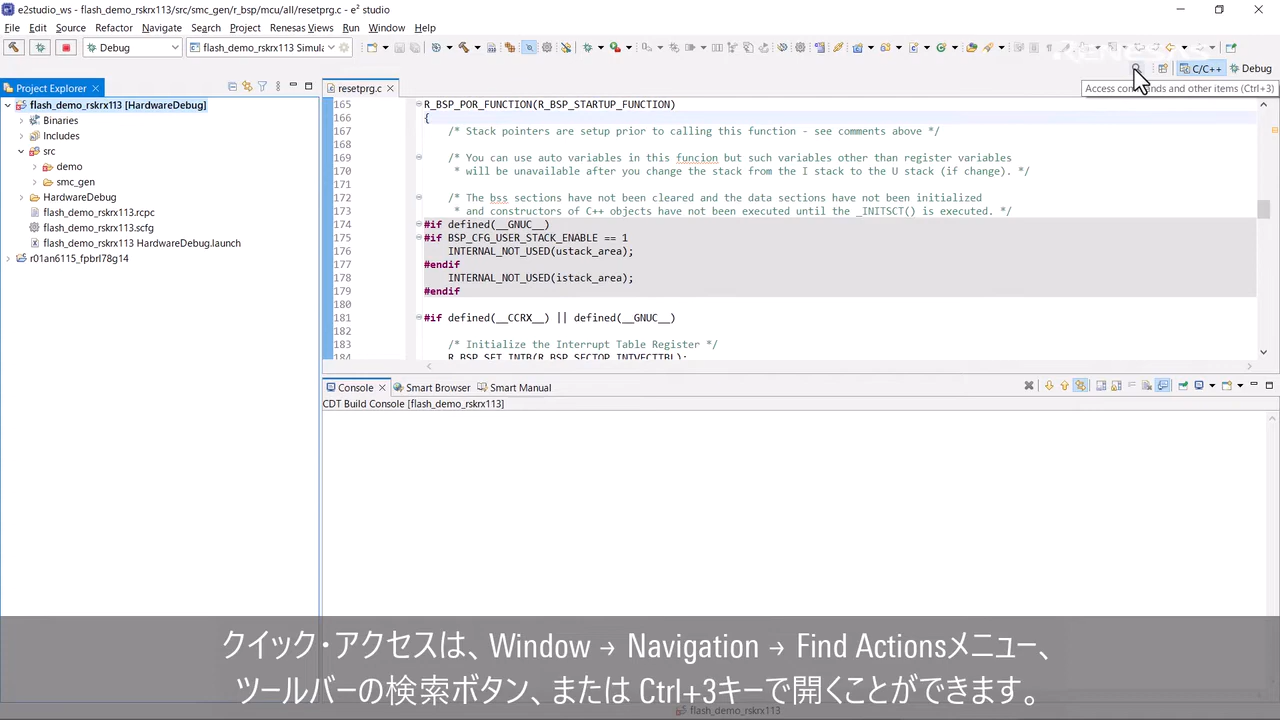 e2studio_ws - flash_demo_rskrx113/src/smc_gen/r_bsp/mcu/all/resetprg.c - e² studio
File Edit Source Refactor Navigate Search Project Renesas Views Run Window Help
Debug flash_demo_rskrx113 Simula
C/C++ Debug
Access commands and other items (Ctrl+3)
Project Explorer
flash_demo_rskrx113 [HardwareDebug]
Binaries
Includes
src
demo
smc_gen
HardwareDebug
flash_demo_rskrx113.rcpc
flash_demo_rskrx113.scfg
flash_demo_rskrx113 HardwareDebug.launch
r01an6115_fpbrl78g14
resetprg.c
165 R_BSP_POR_FUNCTION(R_BSP_STARTUP_FUNCTION)
166 {
167 /* Stack pointers are setup prior to calling this function - see comments above */
168
169 /* You can use auto variables in this funcion but such variables other than register variables
170 * will be unavailable after you change the stack from the I stack to the U stack (if change). */
171
172 /* The bss sections have not been cleared and the data sections have not been initialized
173 * and constructors of C++ objects have not been executed until the _INITSCT() is executed. */
174 #if defined(__GNUC__)
175 #if BSP_CFG_USER_STACK_ENABLE == 1
176 INTERNAL_NOT_USED(ustack_area);
177 #endif
178 INTERNAL_NOT_USED(istack_area);
179 #endif
180
181 #if defined(__CCRX__) || defined(__GNUC__)
182
183 /* Initialize the Interrupt Table Register */
184 R_BSP_SET_INTB(R_BSP_SECTOP_INTVECTTBL);
Console Smart Browser Smart Manual
CDT Build Console [flash_demo_rskrx113]
クイック・アクセスは、Window → Navigation → Find Actionsメニュー、
ツールバーの検索ボタン、または Ctrl+3キーで開くことができます。
flash_demo_rskrx113